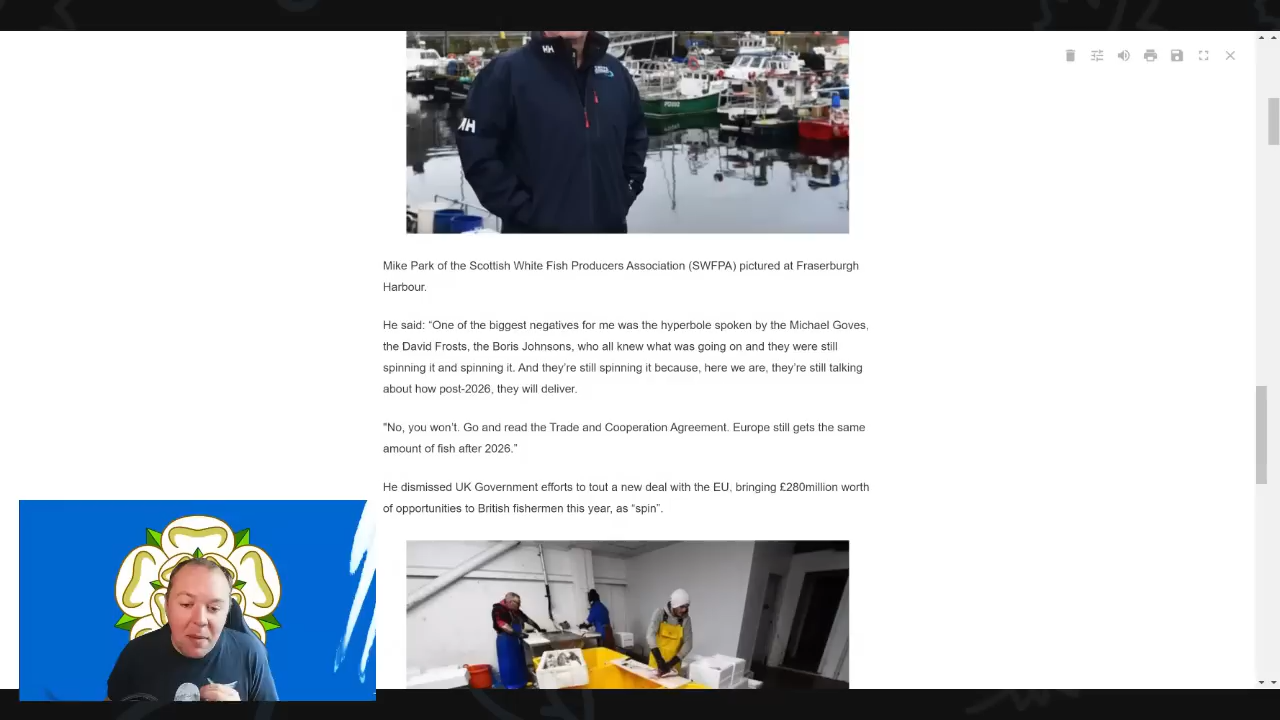 HH
HH
Mike Park of the Scottish White Fish Producers Association (SWFPA) pictured at Fraserburgh
Harbour.
He said: “One of the biggest negatives for me was the hyperbole spoken by the Michael Goves,
the David Frosts, the Boris Johnsons, who all knew what was going on and they were still
spinning it and spinning it. And they’re still spinning it because, here we are, they’re still talking
about how post-2026, they will deliver.
"No, you won’t. Go and read the Trade and Cooperation Agreement. Europe still gets the same
amount of fish after 2026.”
He dismissed UK Government efforts to tout a new deal with the EU, bringing £280million worth
of opportunities to British fishermen this year, as “spin”.